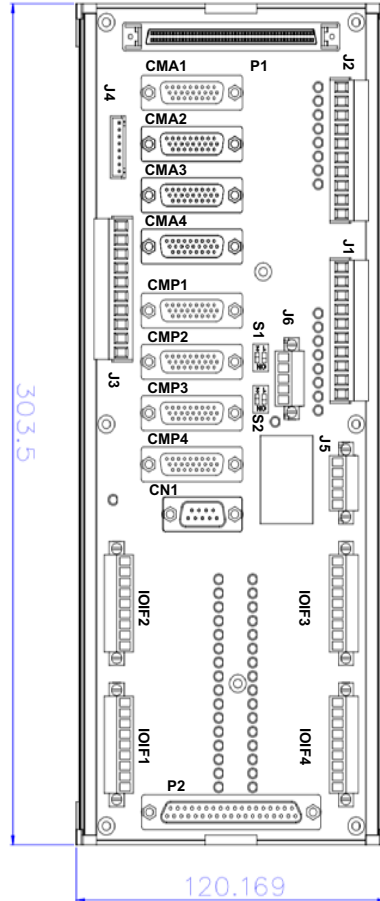 CMA1
P1
J2
J4
CMA2
CMA3
CMA4
J1
CMP1
J6
S1
CMP2
J3
CMP3
S2
303.5
CMP4
J5
CN1
IOIF2
IOIF3
IOIF1
IOIF4
P2
120.169